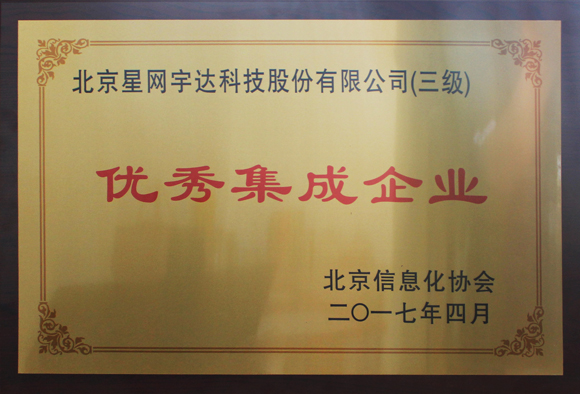 北京星网宇达科技股份有限公司(三级)
优秀集成企业
北京信息化协会
二〇一七年四月